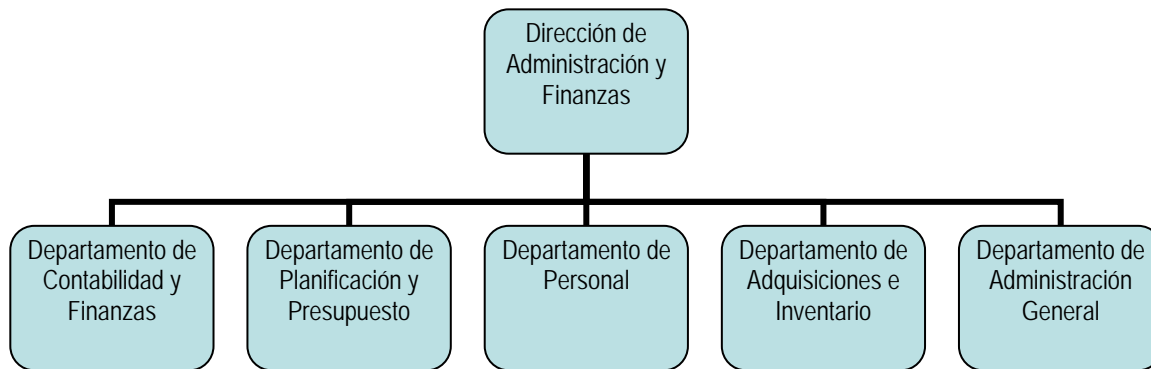 Dirección de
Administración y
Finanzas
Departamento de
Contabilidad y
Finanzas
Departamento de
Planificación y
Presupuesto
Departamento de
Personal
Departamento de
Adquisiciones e
Inventario
Departamento de
Administración
General